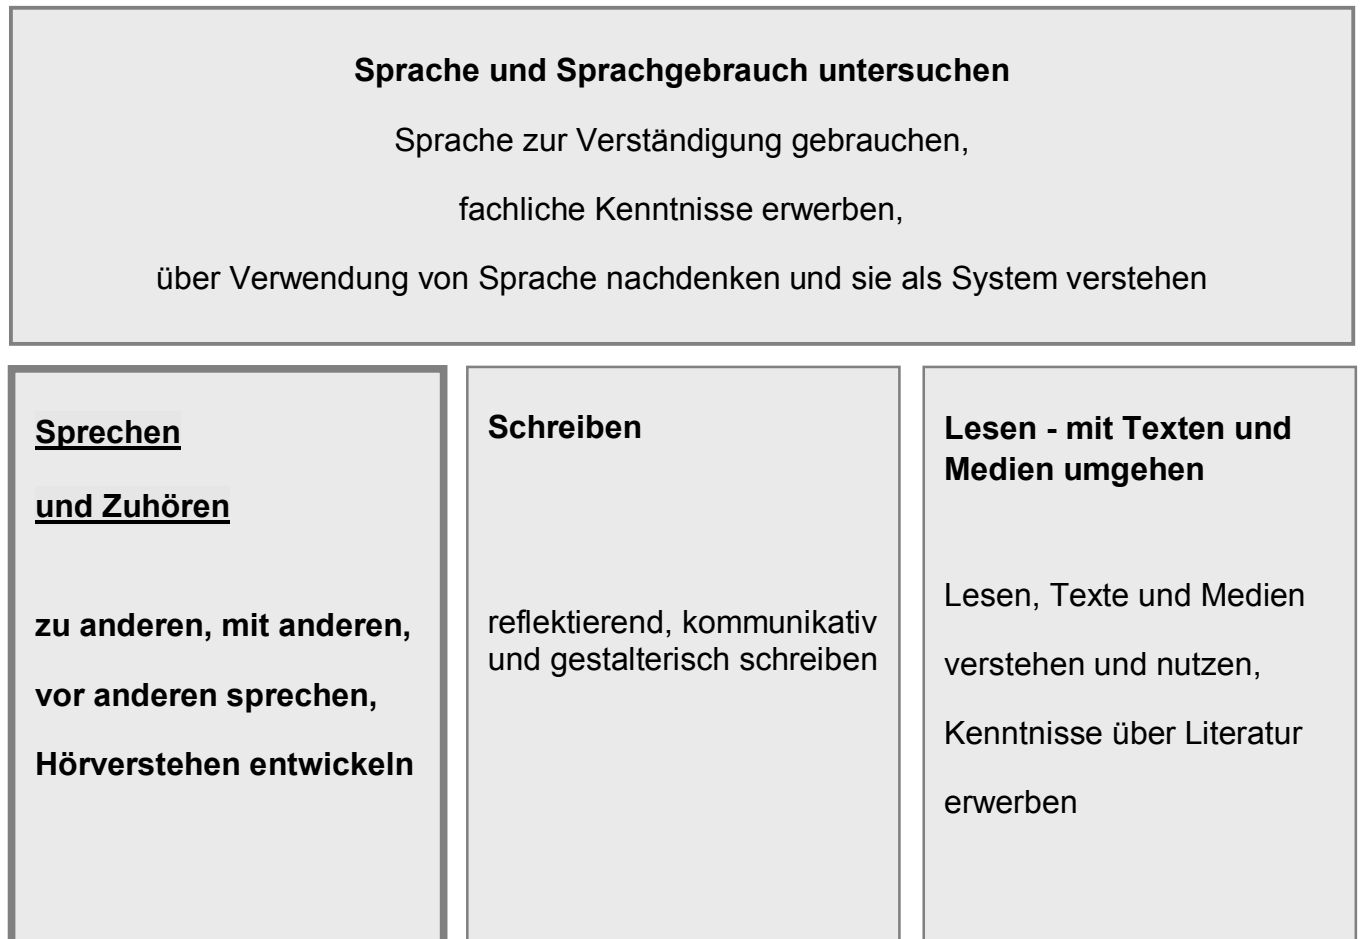 Sprache und Sprachgebrauch untersuchen
Sprache zur Verständigung gebrauchen,
fachliche Kenntnisse erwerben,
über Verwendung von Sprache nachdenken und sie als System verstehen
Sprechen
und Zuhören
zu anderen, mit anderen,
vor anderen sprechen,
Hörverstehen entwickeln
Schreiben
reflektierend, kommunikativ
und gestalterisch schreiben
Lesen - mit Texten und
Medien umgehen
Lesen, Texte und Medien
verstehen und nutzen,
Kenntnisse über Literatur
erwerben